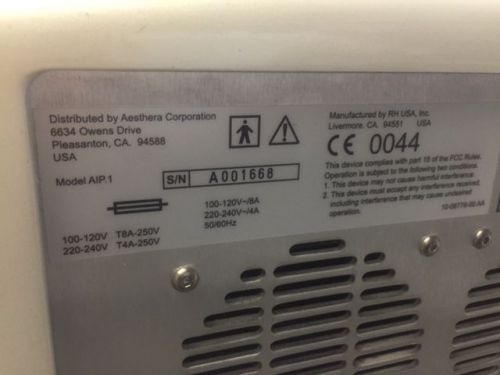 Distributed by Aesthera Corporation
6634 Owens Drive
Pleasanton, CA. 94588
USA
Model AIP.1
S/N A001668
100-120V~/8A
220-240V~/4A
50/60Hz
100-120V T8A-250V
220-240V T4A-250V
Manufactured by RH USA, Inc.
Livermore, CA. 94551 USA
CE 0044
This device complies with part 18 of the FCC Rules.
Operation is subject to the following two conditions.
1. This device may not cause harmful interference
2. This device must accept any interference received,
including interference that may cause undesired
operation.